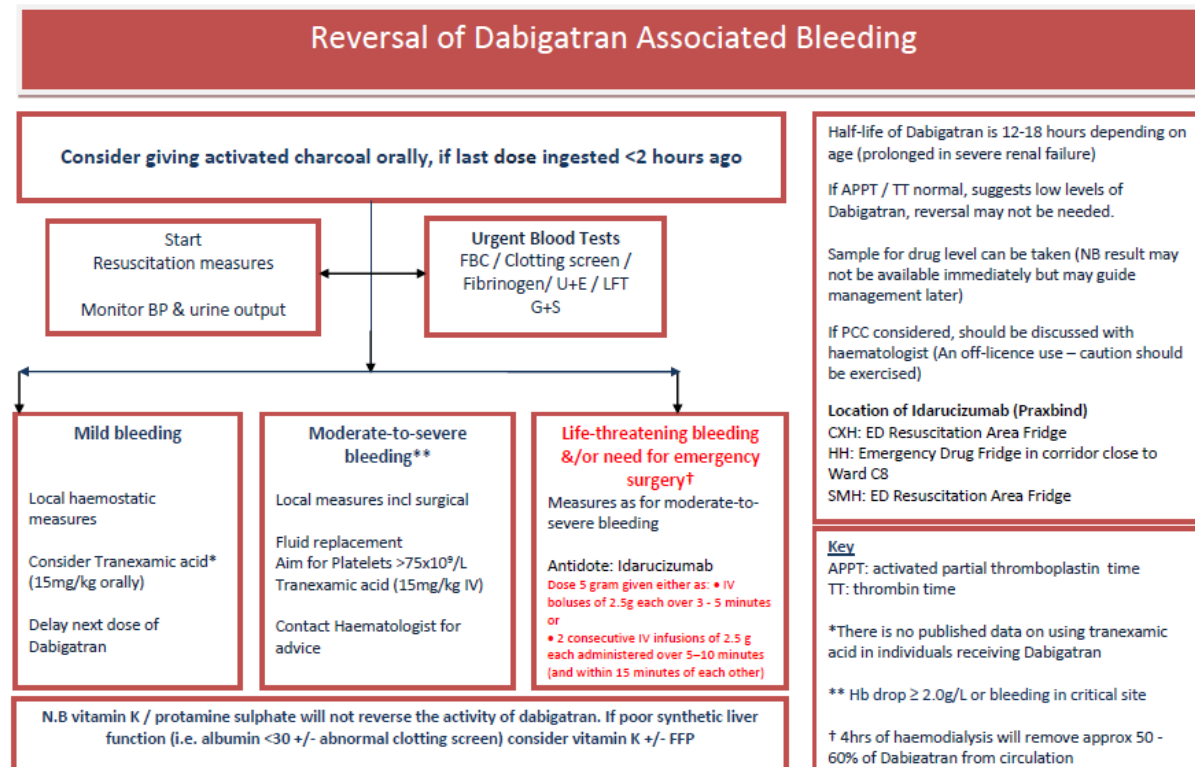 Reversal of Dabigatran Associated Bleeding
Consider giving activated charcoal orally, if last dose ingested <2 hours ago
Start
Resuscitation measures
Monitor BP & urine output
Urgent Blood Tests
FBC / Clotting screen /
Fibrinogen/ U+E / LFT
G+S
Mild bleeding
Local haemostatic
measures
Consider Tranexamic acid*
(15mg/kg orally)
Delay next dose of
Dabigatran
Moderate-to-severe
bleeding**
Local measures incl surgical
Fluid replacement
Aim for Platelets >75x10⁹/L
Tranexamic acid (15mg/kg IV)
Contact Haematologist for
advice
Life-threatening bleeding
&/or need for emergency
surgery†
Measures as for moderate-to-
severe bleeding
Antidote: Idarucizumab
Dose 5 gram given either as: • IV
boluses of 2.5g each over 3 - 5 minutes
or
• 2 consecutive IV infusions of 2.5 g
each administered over 5–10 minutes
(and within 15 minutes of each other)
N.B vitamin K / protamine sulphate will not reverse the activity of dabigatran. If poor synthetic liver
function (i.e. albumin <30 +/- abnormal clotting screen) consider vitamin K +/- FFP
Half-life of Dabigatran is 12-18 hours depending on
age (prolonged in severe renal failure)
If APPT / TT normal, suggests low levels of
Dabigatran, reversal may not be needed.
Sample for drug level can be taken (NB result may
not be available immediately but may guide
management later)
If PCC considered, should be discussed with
haematologist (An off-licence use – caution should
be exercised)
Location of Idarucizumab (Praxbind)
CXH: ED Resuscitation Area Fridge
HH: Emergency Drug Fridge in corridor close to
Ward C8
SMH: ED Resuscitation Area Fridge
Key
APPT: activated partial thromboplastin time
TT: thrombin time
*There is no published data on using tranexamic
acid in individuals receiving Dabigatran
** Hb drop ≥ 2.0g/L or bleeding in critical site
† 4hrs of haemodialysis will remove approx 50 -
60% of Dabigatran from circulation